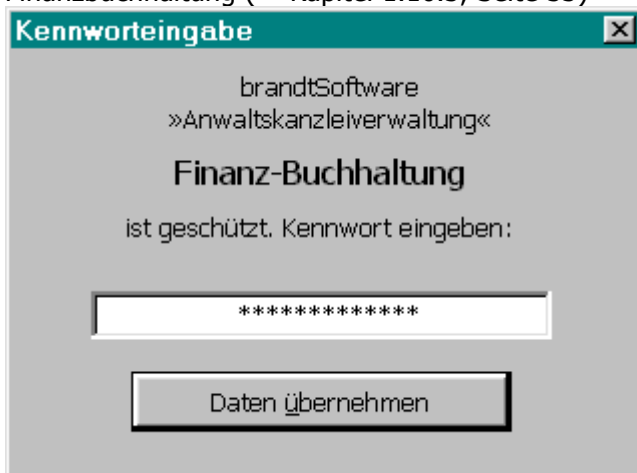 Kennworteingabe
brandtSoftware
»Anwaltskanzleiverwaltung«
Finanz-Buchhaltung
ist geschützt. Kennwort eingeben:
*************
Daten übernehmen